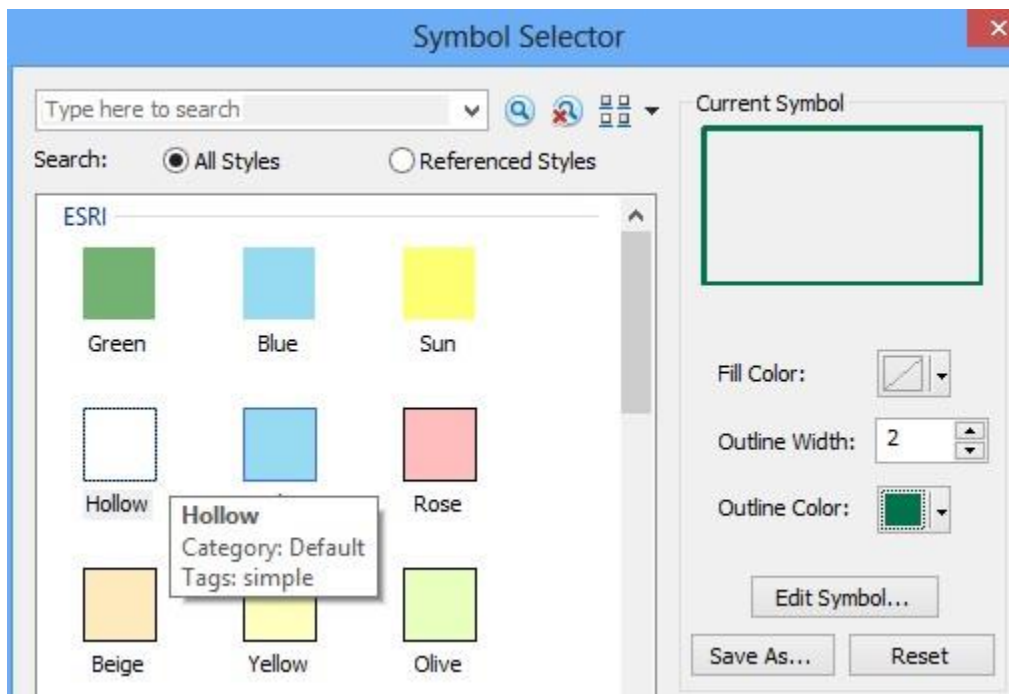 Symbol Selector
Type here to search
Search:
All Styles
Referenced Styles
ESRI
Green
Blue
Sun
Hollow
Rose
Hollow
Category: Default
Tags: simple
Beige
Yellow
Olive
Current Symbol
Fill Color:
Outline Width:
2
Outline Color:
Edit Symbol...
Save As...
Reset